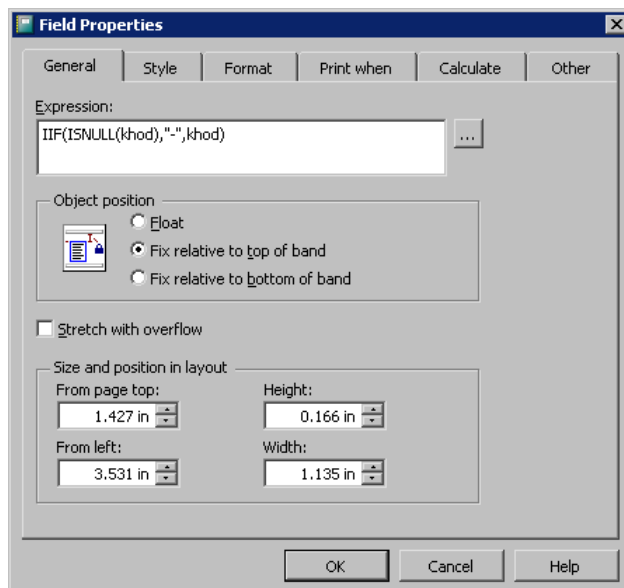 Field Properties
General Style Format Print when Calculate Other
Expression:
IIF(ISNULL(khod),"-",khod)
...
Object position
Float
Fix relative to top of band
Fix relative to bottom of band
Stretch with overflow
Size and position in layout
From page top: Height:
1.427 in 0.166 in
From left: Width:
3.531 in 1.135 in
OK Cancel Help